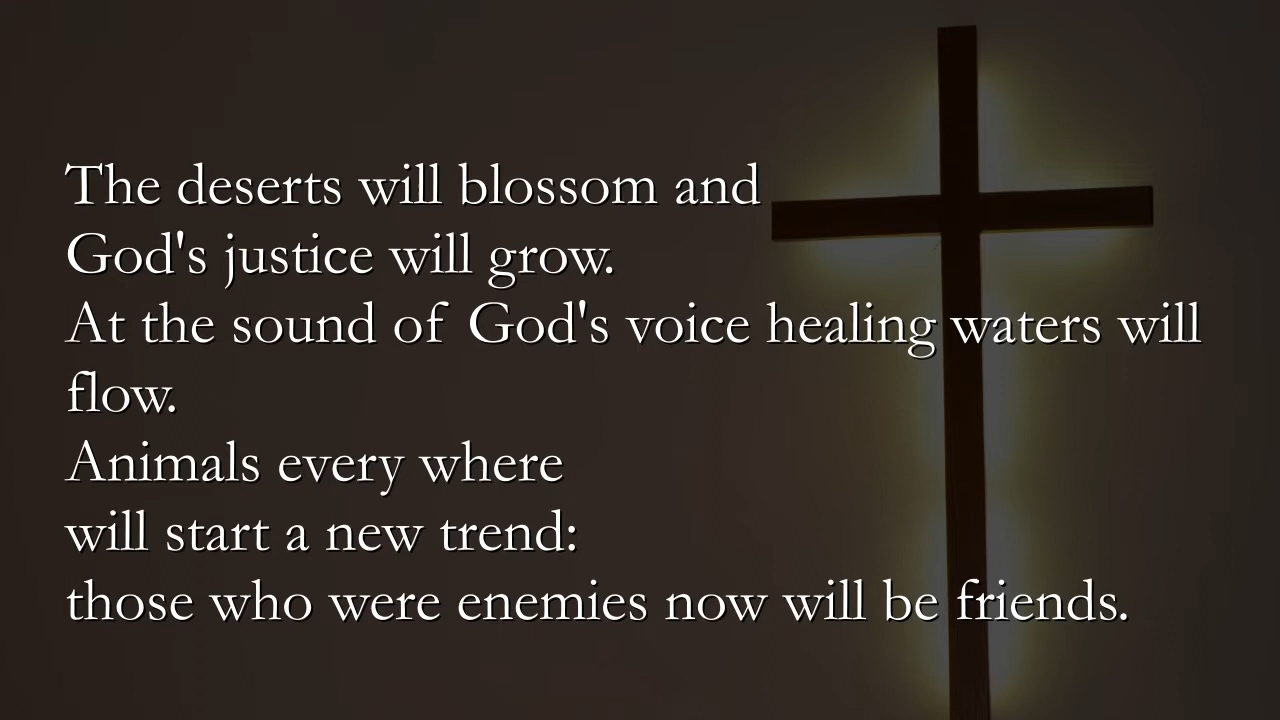 The deserts will blossom and
God's justice will grow.
At the sound of God's voice healing waters will
flow.
Animals every where
will start a new trend:
those who were enemies now will be friends.